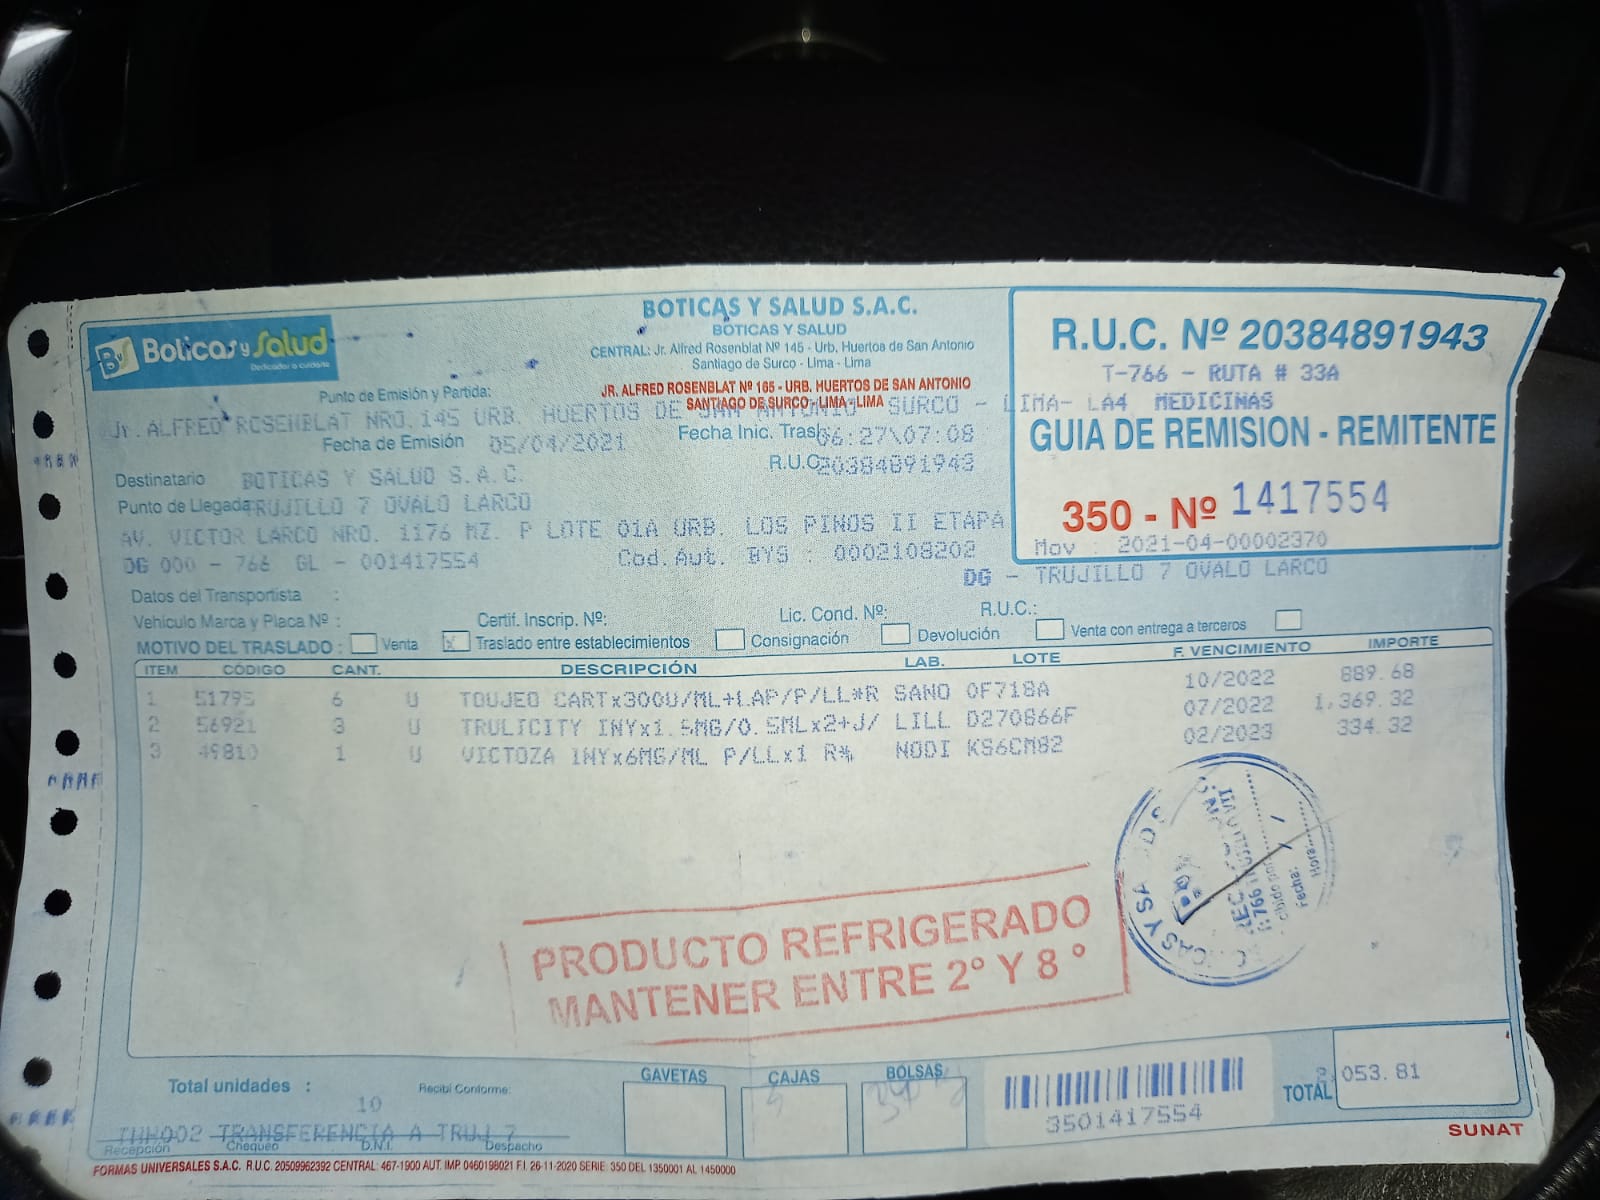 ByS Boticas y Salud
Dedicados a cuidarte
BOTICAS Y SALUD S.A.C.
BOTICAS Y SALUD
CENTRAL: Jr. Alfred Rosenblat Nº 145 - Urb. Huertos de San Antonio
Santiago de Surco - Lima - Lima
JR. ALFRED ROSENBLAT Nº 165 - URB. HUERTOS DE SAN ANTONIO
SANTIAGO DE SURCO - LIMA - LIMA
R.U.C. Nº 20384891943
T-766 - RUTA # 33A
Punto de Emisión y Partida:
Jr. ALFRED ROSENBLAT NRO.145 URB. HUERTOS DE SAN ANTONIO SURCO - LIMA- LA4 MEDICINAS
GUIA DE REMISION - REMITENTE
Fecha de Emisión 05/04/2021 Fecha Inic. Tras 06:27\07:08
Destinatario BOTICAS Y SALUD S.A.C. R.U.C. 20384891943
350 - Nº 1417554
Punto de Llegada TRUJILLO 7 OVALO LARCO
AV. VICTOR LARCO NRO. 1176 MZ. P LOTE 01A URB. LOS PINOS II ETAPA
Mov : 2021-04-00002370
DG 000 - 766 GL - 001417554 Cod.Aut. BYS : 0002108202
DG - TRUJILLO 7 OVALO LARCO
Datos del Transportista :
Vehículo Marca y Placa Nº : Certif. Inscrip. Nº: Lic. Cond. Nº: R.U.C.:
MOTIVO DEL TRASLADO : Venta X Traslado entre establecimientos Consignación Devolución Venta con entrega a terceros
ITEM CÓDIGO CANT. DESCRIPCIÓN LAB. LOTE F. VENCIMIENTO IMPORTE
1 51795 6 U TOUJEO CARTx300U/ML+LAP/P/LL*R SANO 0F718A 10/2022 889.68
2 56921 3 U TRULICITY INYx1.5MG/0.5MLx2+J/ LILL D270866F 07/2022 1,369.32
3 49810 1 U VICTOZA INYx6MG/ML P/LLx1 R% NODI KS6CM82 02/2023 334.32
Fecha:
Hora:
PRODUCTO REFRIGERADO
MANTENER ENTRE 2° Y 8°
Total unidades : 10
Recibí Conforme:
GAVETAS CAJAS BOLSAS
3501417554
TOTAL 053.81
TRANSFERENCIA A TRUJ 7
Recepción Chequeo D.N.I. Despacho
SUNAT
FORMAS UNIVERSALES S.A.C. R.U.C. 20509962392 CENTRAL: 467-1900 AUT. IMP. 0460198021 F.I. 26-11-2020 SERIE: 350 DEL 1350001 AL 1450000